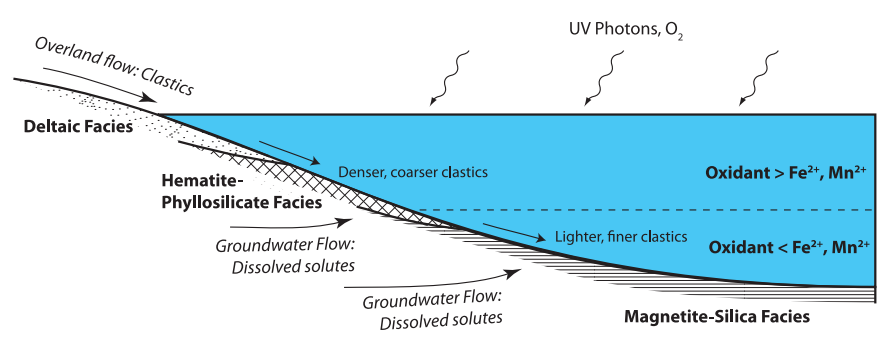 UV Photons, O₂
Overland flow: Clastics
Deltaic Facies
Denser, coarser clastics
Oxidant > Fe²⁺, Mn²⁺
Hematite-
Phyllosilicate Facies
Groundwater Flow:
Dissolved solutes
Lighter, finer clastics
Oxidant < Fe²⁺, Mn²⁺
Groundwater Flow:
Dissolved solutes
Magnetite-Silica Facies